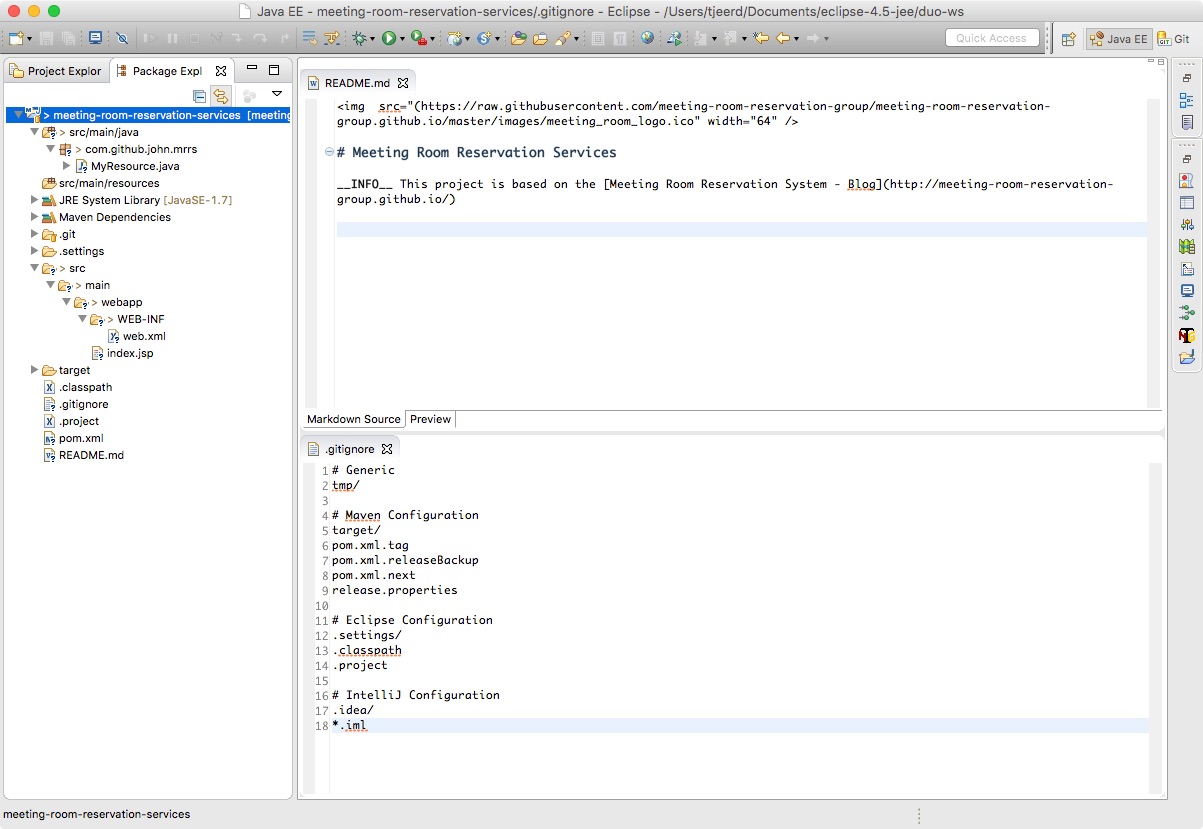 Java EE - meeting-room-reservation-services/.gitignore - Eclipse - /Users/tjeerd/Documents/eclipse-4.5-jee/duo-ws
Quick Access
Java EE
Git
Project Explor
Package Expl
> meeting-room-reservation-services [meeting
> src/main/java
> com.github.john.mrrs
MyResource.java
src/main/resources
JRE System Library [JavaSE-1.7]
Maven Dependencies
.git
.settings
> src
> main
> webapp
> WEB-INF
web.xml
index.jsp
target
.classpath
.gitignore
.project
pom.xml
README.md
README.md
<img src="(https://raw.githubusercontent.com/meeting-room-reservation-group/meeting-room-reservation-
group.github.io/master/images/meeting_room_logo.ico" width="64" />
# Meeting Room Reservation Services
__INFO__ This project is based on the [Meeting Room Reservation System - Blog](http://meeting-room-reservation-
group.github.io/)
Markdown Source
Preview
.gitignore
1 # Generic
2 tmp/
3
4 # Maven Configuration
5 target/
6 pom.xml.tag
7 pom.xml.releaseBackup
8 pom.xml.next
9 release.properties
10
11 # Eclipse Configuration
12 .settings/
13 .classpath
14 .project
15
16 # IntelliJ Configuration
17 .idea/
18 *.iml
meeting-room-reservation-services